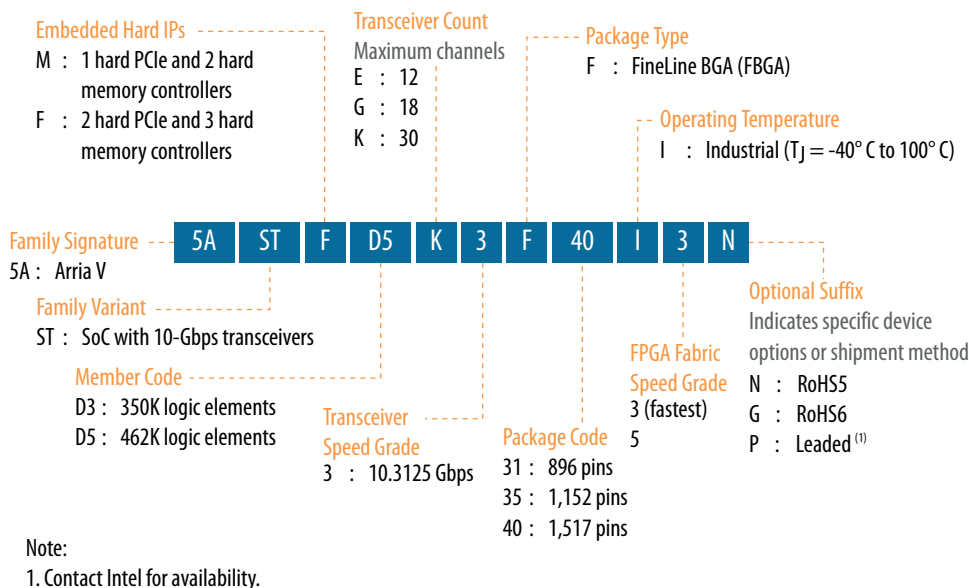 Embedded Hard IPs
M : 1 hard PCIe and 2 hard
memory controllers
F : 2 hard PCIe and 3 hard
memory controllers
Transceiver Count
Maximum channels
E : 12
G : 18
K : 30
Package Type
F : FineLine BGA (FBGA)
Operating Temperature
I : Industrial (TJ = -40° C to 100° C)
5A ST F D5 K 3 F 40 I 3 N
Family Signature
5A : Arria V
Family Variant
ST : SoC with 10-Gbps transceivers
Member Code
D3 : 350K logic elements
D5 : 462K logic elements
Transceiver
Speed Grade
3 : 10.3125 Gbps
Package Code
31 : 896 pins
35 : 1,152 pins
40 : 1,517 pins
FPGA Fabric
Speed Grade
3 (fastest)
5
Optional Suffix
Indicates specific device
options or shipment method
N : RoHS5
G : RoHS6
P : Leaded (1)
Note:
1. Contact Intel for availability.